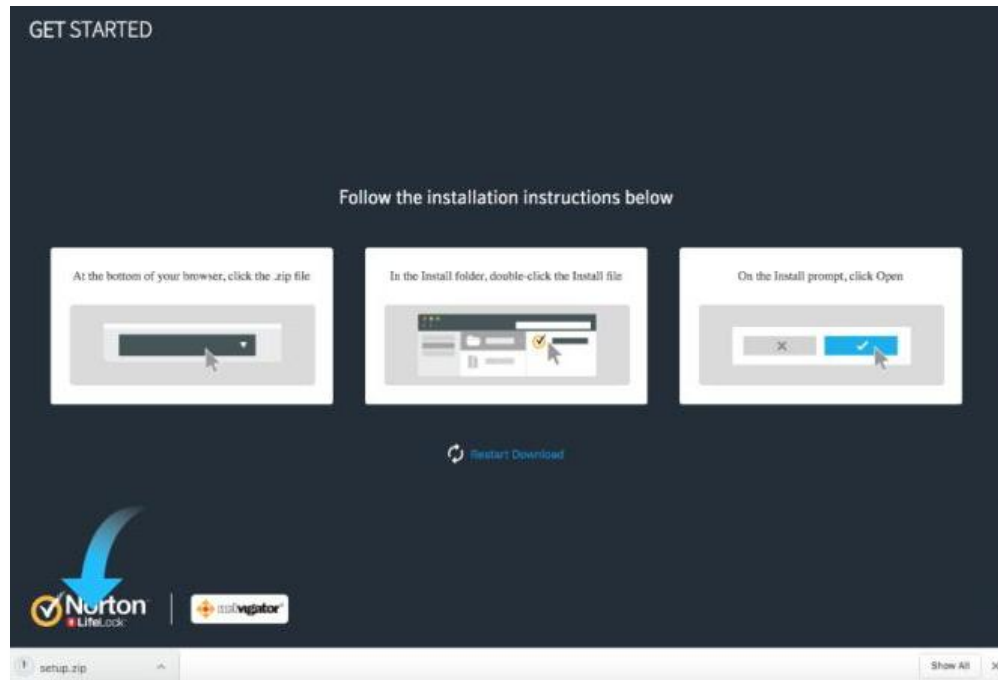 GET STARTED
Follow the installation instructions below
At the bottom of your browser, click the .zip file
In the Install folder, double-click the Install file
On the Install prompt, click Open
Restart Download
Norton
LifeLock
setup.zip
Show All